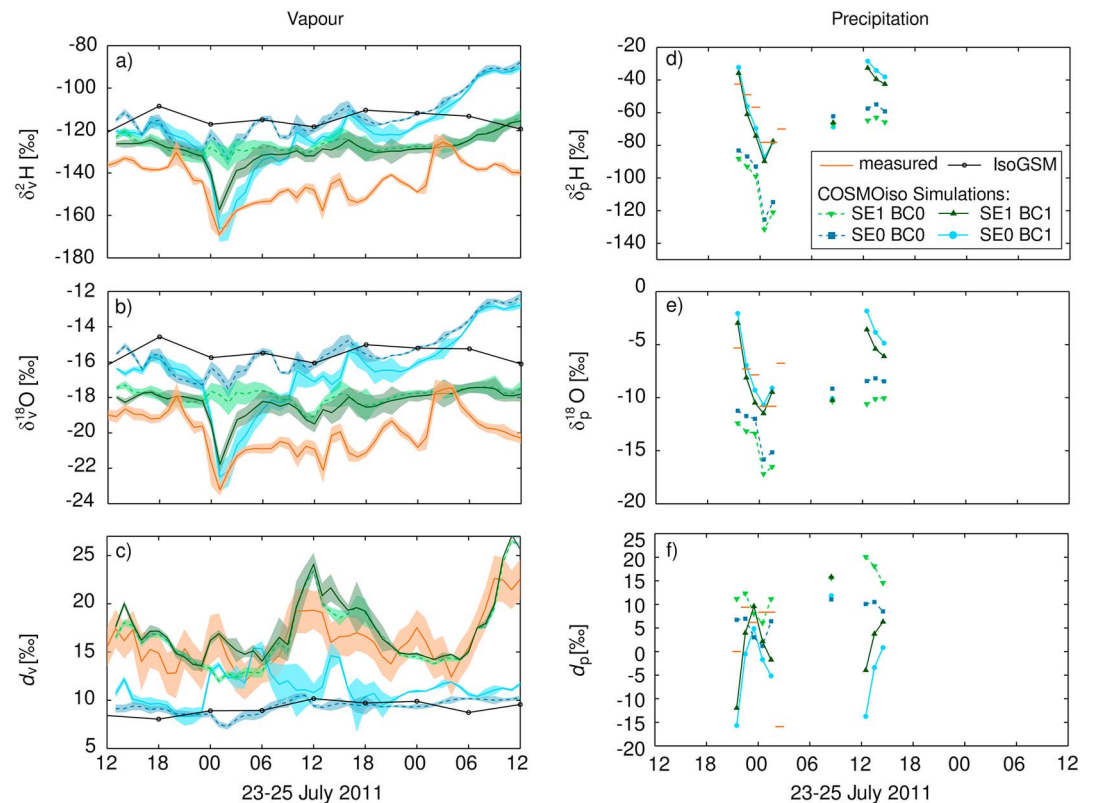 Vapour
Precipitation
a)
δ²ᵥH [‰]
-80
-100
-120
-140
-160
-180
d)
δ²ₚH [‰]
-20
-40
-60
-80
-100
-120
-140
measured
IsoGSM
COSMOiso Simulations:
SE1 BC0
SE1 BC1
SE0 BC0
SE0 BC1
b)
δ¹⁸ᵥO [‰]
-12
-14
-16
-18
-20
-22
-24
e)
δ¹⁸ₚO [‰]
0
-5
-10
-15
-20
c)
dᵥ [‰]
25
20
15
10
5
12 18 00 06 12 18 00 06 12
23-25 July 2011
f)
dₚ[‰]
25
20
15
10
5
0
-5
-10
-15
-20
12 18 00 06 12 18 00 06 12
23-25 July 2011